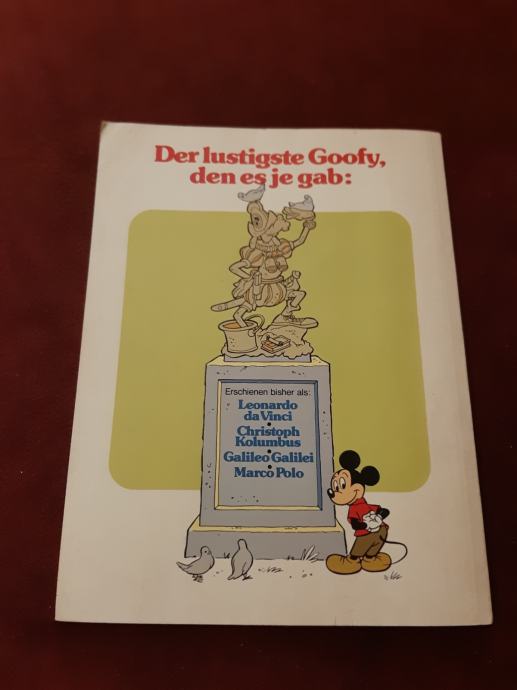 Der lustigste Goofy,
den es je gab:
Erschienen bisher als:
Leonardo
da Vinci
•
Christoph
Kolumbus
•
Galileo Galilei
•
Marco Polo